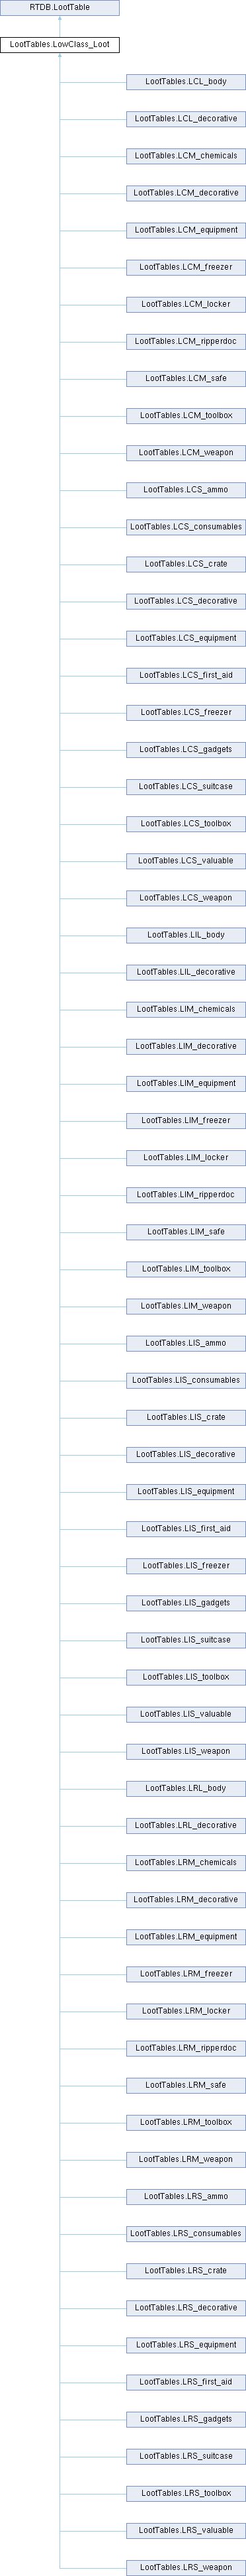 RTDB.LootTable
LootTables.LowClass_Loot
LootTables.LCL_body
LootTables.LCL_decorative
LootTables.LCM_chemicals
LootTables.LCM_decorative
LootTables.LCM_equipment
LootTables.LCM_freezer
LootTables.LCM_locker
LootTables.LCM_ripperdoc
LootTables.LCM_safe
LootTables.LCM_toolbox
LootTables.LCM_weapon
LootTables.LCS_ammo
LootTables.LCS_consumables
LootTables.LCS_crate
LootTables.LCS_decorative
LootTables.LCS_equipment
LootTables.LCS_first_aid
LootTables.LCS_freezer
LootTables.LCS_gadgets
LootTables.LCS_suitcase
LootTables.LCS_toolbox
LootTables.LCS_valuable
LootTables.LCS_weapon
LootTables.LIL_body
LootTables.LIL_decorative
LootTables.LIM_chemicals
LootTables.LIM_decorative
LootTables.LIM_equipment
LootTables.LIM_freezer
LootTables.LIM_locker
LootTables.LIM_ripperdoc
LootTables.LIM_safe
LootTables.LIM_toolbox
LootTables.LIM_weapon
LootTables.LIS_ammo
LootTables.LIS_consumables
LootTables.LIS_crate
LootTables.LIS_decorative
LootTables.LIS_equipment
LootTables.LIS_first_aid
LootTables.LIS_freezer
LootTables.LIS_gadgets
LootTables.LIS_suitcase
LootTables.LIS_toolbox
LootTables.LIS_valuable
LootTables.LIS_weapon
LootTables.LRL_body
LootTables.LRL_decorative
LootTables.LRM_chemicals
LootTables.LRM_decorative
LootTables.LRM_equipment
LootTables.LRM_freezer
LootTables.LRM_locker
LootTables.LRM_ripperdoc
LootTables.LRM_safe
LootTables.LRM_toolbox
LootTables.LRM_weapon
LootTables.LRS_ammo
LootTables.LRS_consumables
LootTables.LRS_crate
LootTables.LRS_decorative
LootTables.LRS_equipment
LootTables.LRS_first_aid
LootTables.LRS_gadgets
LootTables.LRS_suitcase
LootTables.LRS_toolbox
LootTables.LRS_valuable
LootTables.LRS_weapon